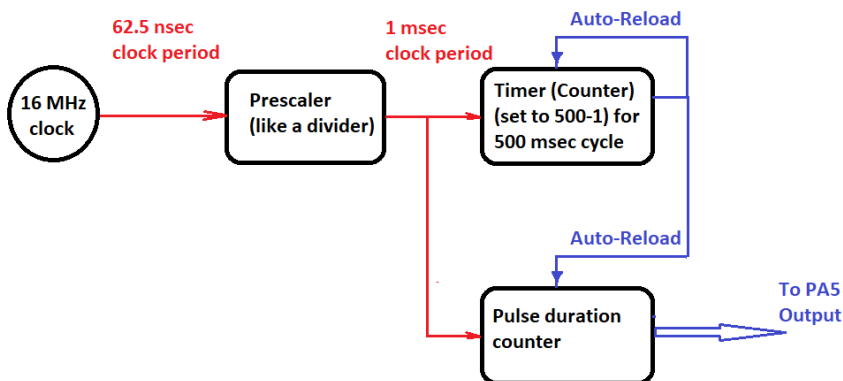 Auto-Reload
62.5 nsec
clock period
1 msec
clock period
16 MHz
clock
Prescaler
(like a divider)
Timer (Counter)
(set to 500-1) for
500 msec cycle
Auto-Reload
Pulse duration
counter
To PA5
Output